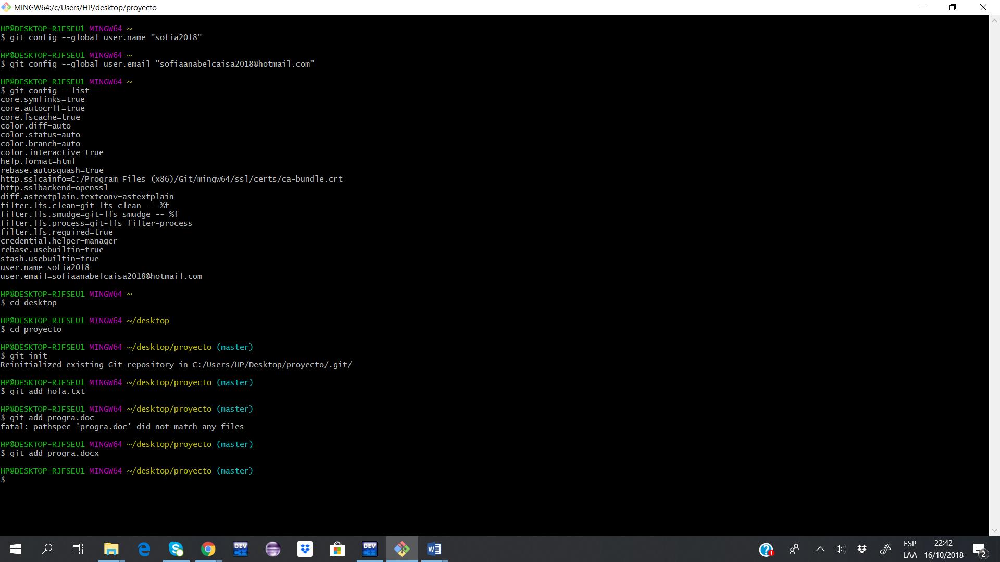 MINGW64:/c/Users/HP/desktop/proyecto
HP@DESKTOP-RJFSEU1 MINGW64 ~
$ git config --global user.name "sofia2018"
HP@DESKTOP-RJFSEU1 MINGW64 ~
$ git config --global user.email "sofiaanabelcaisa2018@hotmail.com"
HP@DESKTOP-RJFSEU1 MINGW64 ~
$ git config --list
core.symlinks=true
core.autocrlf=true
core.fscache=true
color.diff=auto
color.status=auto
color.branch=auto
color.interactive=true
help.format=html
rebase.autosquash=true
http.sslcainfo=C:/Program Files (x86)/Git/mingw64/ssl/certs/ca-bundle.crt
http.sslbackend=openssl
diff.astextplain.textconv=astextplain
filter.lfs.clean=git-lfs clean -- %f
filter.lfs.smudge=git-lfs smudge -- %f
filter.lfs.process=git-lfs filter-process
filter.lfs.required=true
credential.helper=manager
rebase.usebuiltin=true
stash.usebuiltin=true
user.name=sofia2018
user.email=sofiaanabelcaisa2018@hotmail.com
HP@DESKTOP-RJFSEU1 MINGW64 ~
$ cd desktop
HP@DESKTOP-RJFSEU1 MINGW64 ~/desktop
$ cd proyecto
HP@DESKTOP-RJFSEU1 MINGW64 ~/desktop/proyecto (master)
$ git init
Reinitialized existing Git repository in C:/Users/HP/Desktop/proyecto/.git/
HP@DESKTOP-RJFSEU1 MINGW64 ~/desktop/proyecto (master)
$ git add hola.txt
HP@DESKTOP-RJFSEU1 MINGW64 ~/desktop/proyecto (master)
$ git add progra.doc
fatal: pathspec 'progra.doc' did not match any files
HP@DESKTOP-RJFSEU1 MINGW64 ~/desktop/proyecto (master)
$ git add progra.docx
HP@DESKTOP-RJFSEU1 MINGW64 ~/desktop/proyecto (master)
$
DEV C++
DEV C++
ESP 22:42
LAA 16/10/2018
2